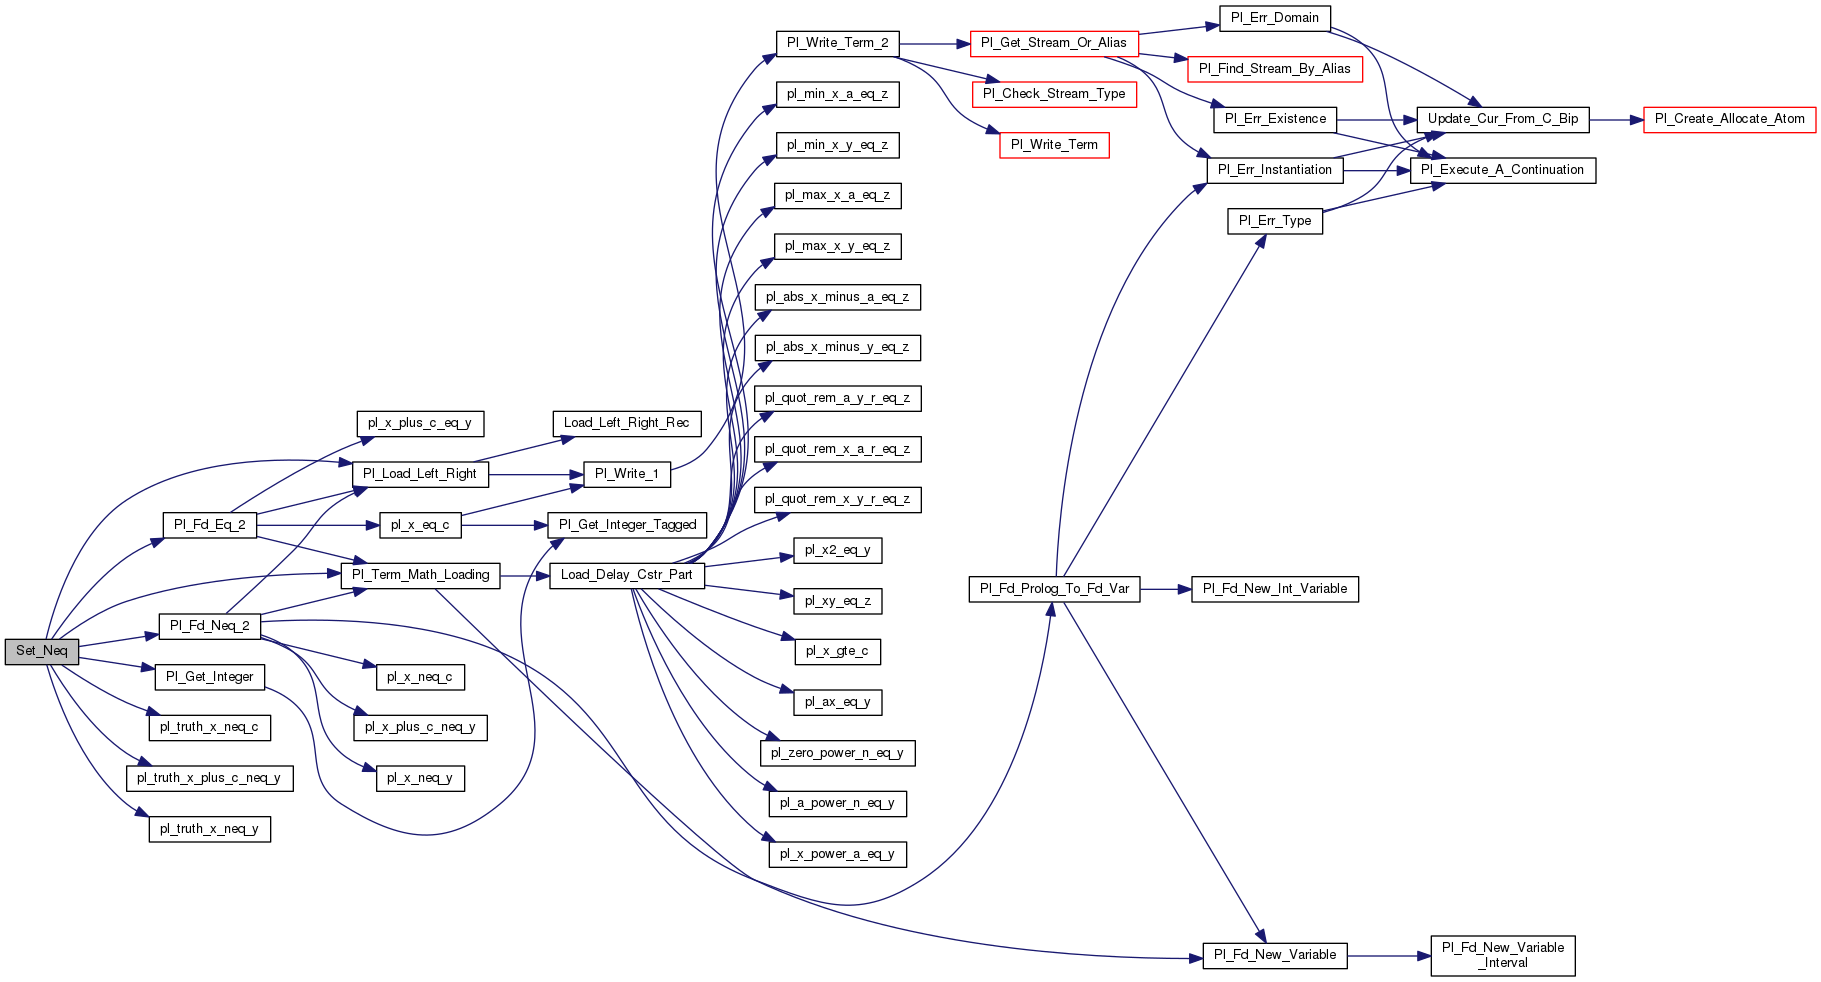 Pl_Err_Domain
Pl_Write_Term_2
Pl_Get_Stream_Or_Alias
Pl_Find_Stream_By_Alias
pl_min_x_a_eq_z
Pl_Check_Stream_Type
Pl_Err_Existence
Update_Cur_From_C_Bip
Pl_Create_Allocate_Atom
pl_min_x_y_eq_z
Pl_Write_Term
Pl_Err_Instantiation
Pl_Execute_A_Continuation
pl_max_x_a_eq_z
Pl_Err_Type
pl_max_x_y_eq_z
pl_abs_x_minus_a_eq_z
pl_abs_x_minus_y_eq_z
pl_quot_rem_a_y_r_eq_z
pl_x_plus_c_eq_y
Load_Left_Right_Rec
pl_quot_rem_x_a_r_eq_z
Pl_Load_Left_Right
Pl_Write_1
pl_quot_rem_x_y_r_eq_z
Pl_Fd_Eq_2
pl_x_eq_c
Pl_Get_Integer_Tagged
pl_x2_eq_y
Pl_Term_Math_Loading
Load_Delay_Cstr_Part
Pl_Fd_Prolog_To_Fd_Var
Pl_Fd_New_Int_Variable
pl_xy_eq_z
Pl_Fd_Neq_2
Set_Neq
pl_x_gte_c
Pl_Get_Integer
pl_x_neq_c
pl_ax_eq_y
pl_truth_x_neq_c
pl_x_plus_c_neq_y
pl_zero_power_n_eq_y
pl_truth_x_plus_c_neq_y
pl_x_neq_y
pl_a_power_n_eq_y
pl_truth_x_neq_y
pl_x_power_a_eq_y
Pl_Fd_New_Variable
Pl_Fd_New_Variable
_Interval